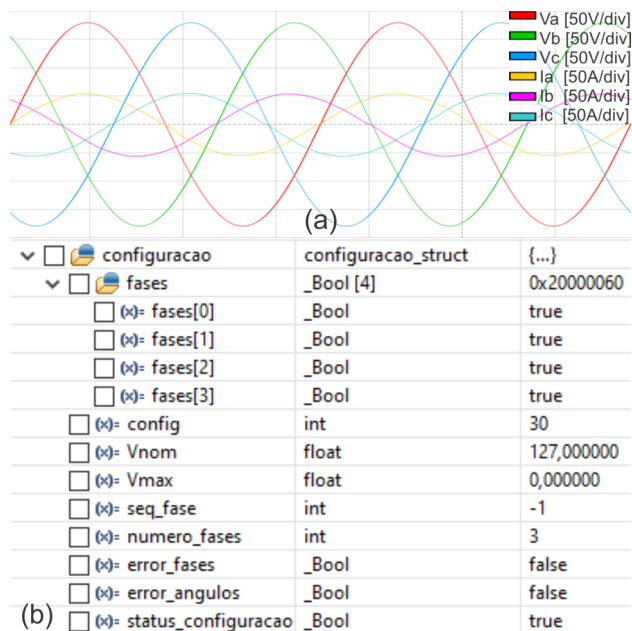 Va [50V/div]
Vb [50V/div]
Vc [50V/div]
Ia [50A/div]
Ib [50A/div]
Ic [50A/div]
(a)
configuracao configuracao_struct {...}
fases _Bool [4] 0x20000060
(x)= fases[0] _Bool true
(x)= fases[1] _Bool true
(x)= fases[2] _Bool true
(x)= fases[3] _Bool true
(x)= config int 30
(x)= Vnom float 127,000000
(x)= Vmax float 0,000000
(x)= seq_fase int -1
(x)= numero_fases int 3
(x)= error_fases _Bool false
(x)= error_angulos _Bool false
(b) (x)= status_configuracao _Bool true